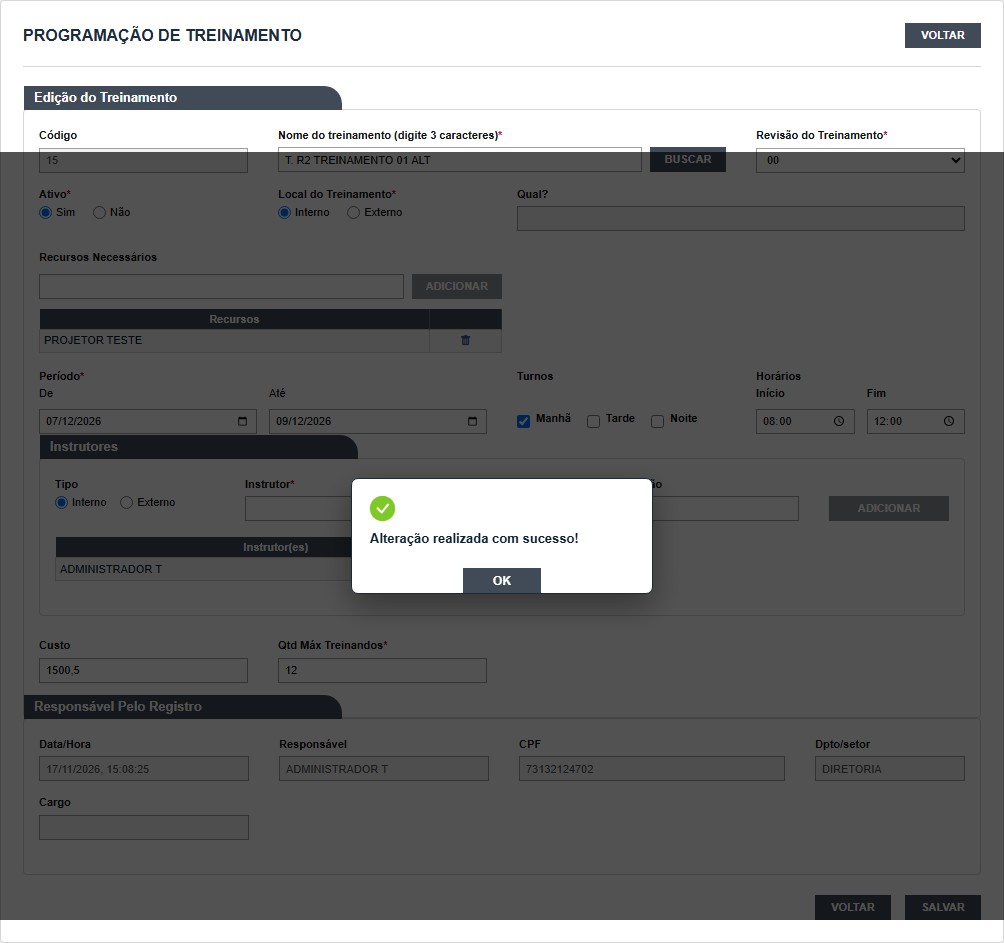 PROGRAMAÇÃO DE TREINAMENTO
VOLTAR
Edição do Treinamento
Código
Nome do treinamento (digite 3 caracteres)*
Revisão do Treinamento*
15
T. R2 TREINAMENTO 01 ALT
BUSCAR
00
Ativo*
Local do Treinamento*
Qual?
Sim
Não
Interno
Externo
Recursos Necessários
ADICIONAR
Recursos
PROJETOR TESTE
Período*
Turnos
Horários
De
Até
Início
Fim
07/12/2026
09/12/2026
Manhã
Tarde
Noite
08:00
12:00
Instrutores
Tipo
Instrutor*
Interno
Externo
ADICIONAR
Instrutor(es)
ADMINISTRADOR T
Alteração realizada com sucesso!
OK
Custo
Qtd Máx Treinandos*
1500,5
12
Responsável Pelo Registro
Data/Hora
Responsável
CPF
Dpto/setor
17/11/2026, 15:08:25
ADMINISTRADOR T
73132124702
DIRETORIA
Cargo
VOLTAR
SALVAR